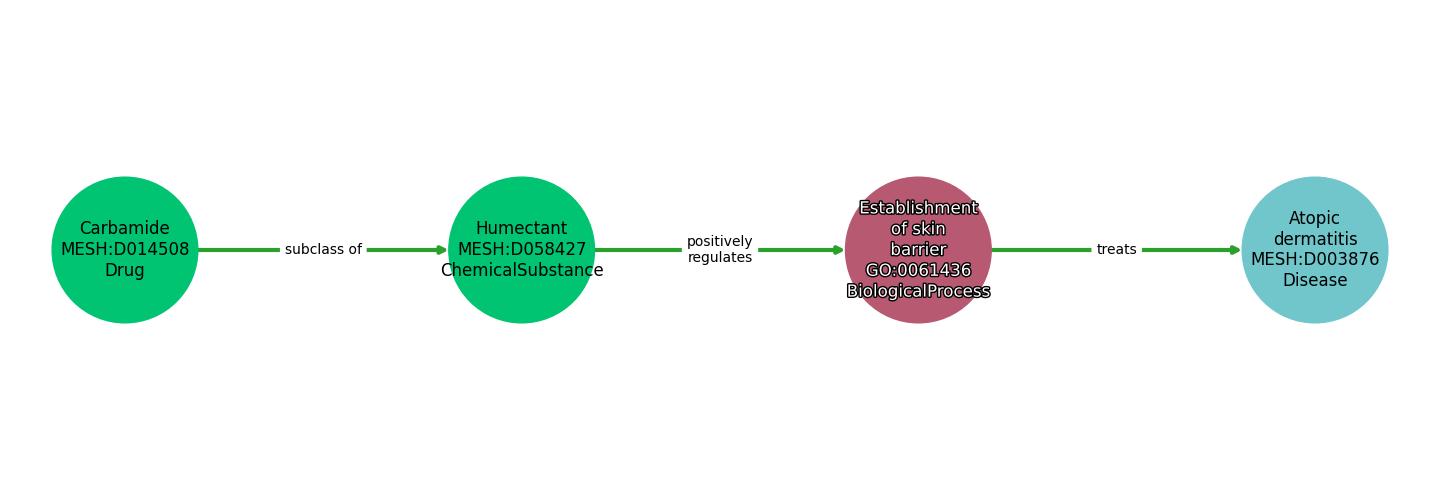 Carbamide
MESH:D014508
Drug
subclass of
Humectant
MESH:D058427
ChemicalSubstance
positively
regulates
Establishment
of skin
barrier
GO:0061436
BiologicalProcess
treats
Atopic
dermatitis
MESH:D003876
Disease